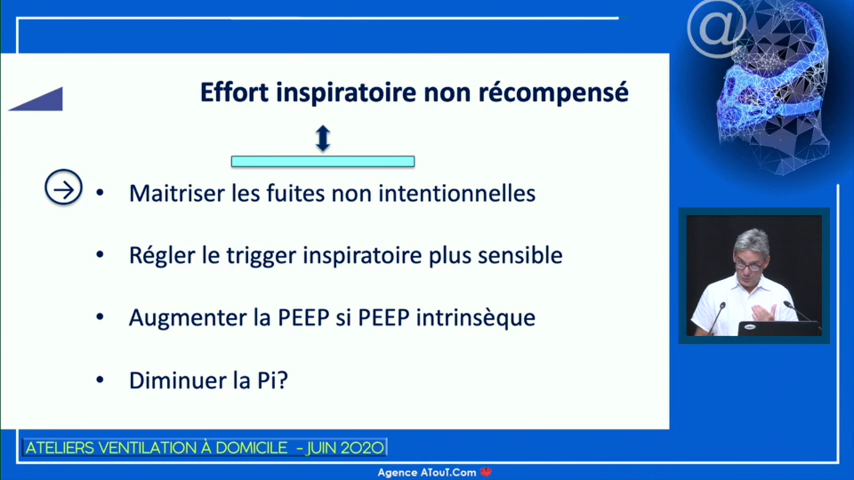 @
Effort inspiratoire non récompensé
Maitriser les fuites non intentionnelles
Régler le trigger inspiratoire plus sensible
Augmenter la PEEP si PEEP intrinsèque
Diminuer la Pi?
ATELIERS VENTILATION À DOMICILE - JUIN 2020
Agence ATouT.Com